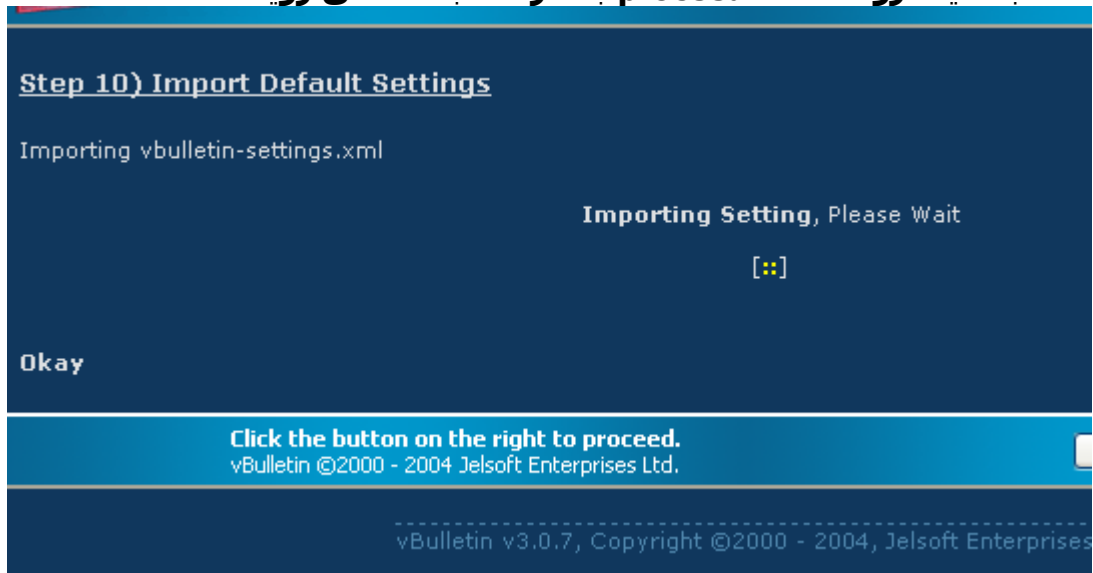 proceed
Step 10) Import Default Settings
Importing vbulletin-settings.xml
Importing Setting, Please Wait
[::]
Okay
Click the button on the right to proceed.
vBulletin ©2000 - 2004 Jelsoft Enterprises Ltd.
vBulletin v3.0.7, Copyright ©2000 - 2004, Jelsoft Enterprises